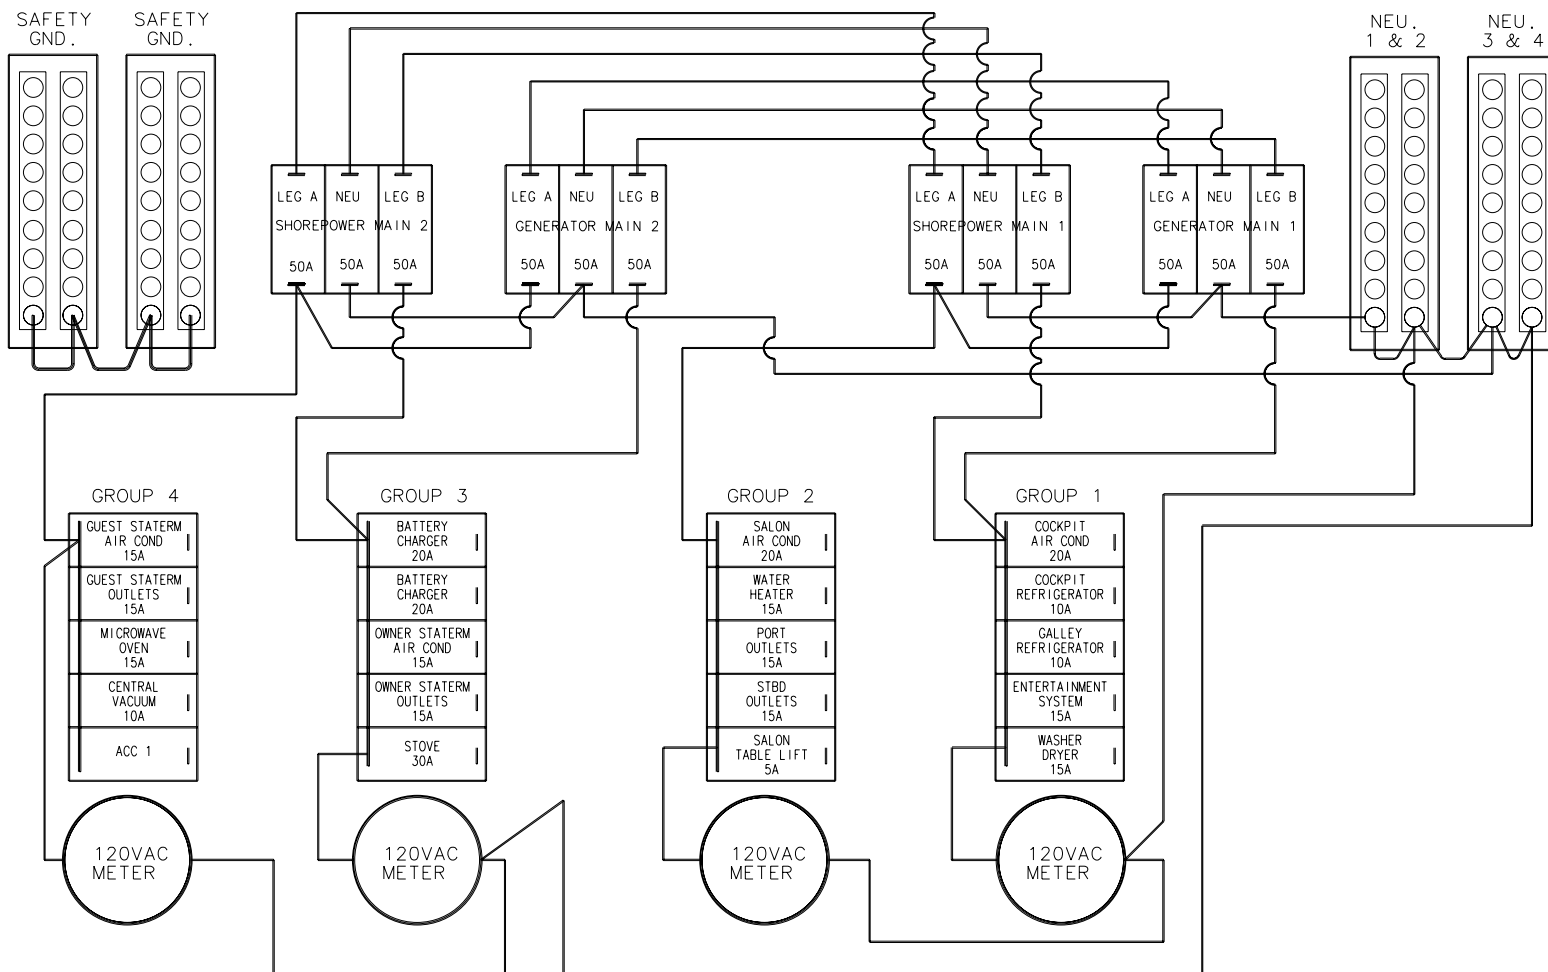 SAFETY
GND.
SAFETY
GND.
NEU.
1 & 2
NEU.
3 & 4
LEG A
NEU
LEG B
SHOREPOWER MAIN 2
50A
50A
50A
LEG A
NEU
LEG B
GENERATOR MAIN 2
50A
50A
50A
LEG A
NEU
LEG B
SHOREPOWER MAIN 1
50A
50A
50A
LEG A
NEU
LEG B
GENERATOR MAIN 1
50A
50A
50A
GROUP 4
GUEST STATERM
AIR COND
15A
GUEST STATERM
OUTLETS
15A
MICROWAVE
OVEN
15A
CENTRAL
VACUUM
10A
ACC 1
120VAC
METER
GROUP 3
BATTERY
CHARGER
20A
BATTERY
CHARGER
20A
OWNER STATERM
AIR COND
15A
OWNER STATERM
OUTLETS
15A
STOVE
30A
120VAC
METER
GROUP 2
SALON
AIR COND
20A
WATER
HEATER
15A
PORT
OUTLETS
15A
STBD
OUTLETS
15A
SALON
TABLE LIFT
5A
120VAC
METER
GROUP 1
COCKPIT
AIR COND
20A
COCKPIT
REFRIGERATOR
10A
GALLEY
REFRIGERATOR
10A
ENTERTAINMENT
SYSTEM
15A
WASHER
DRYER
15A
120VAC
METER